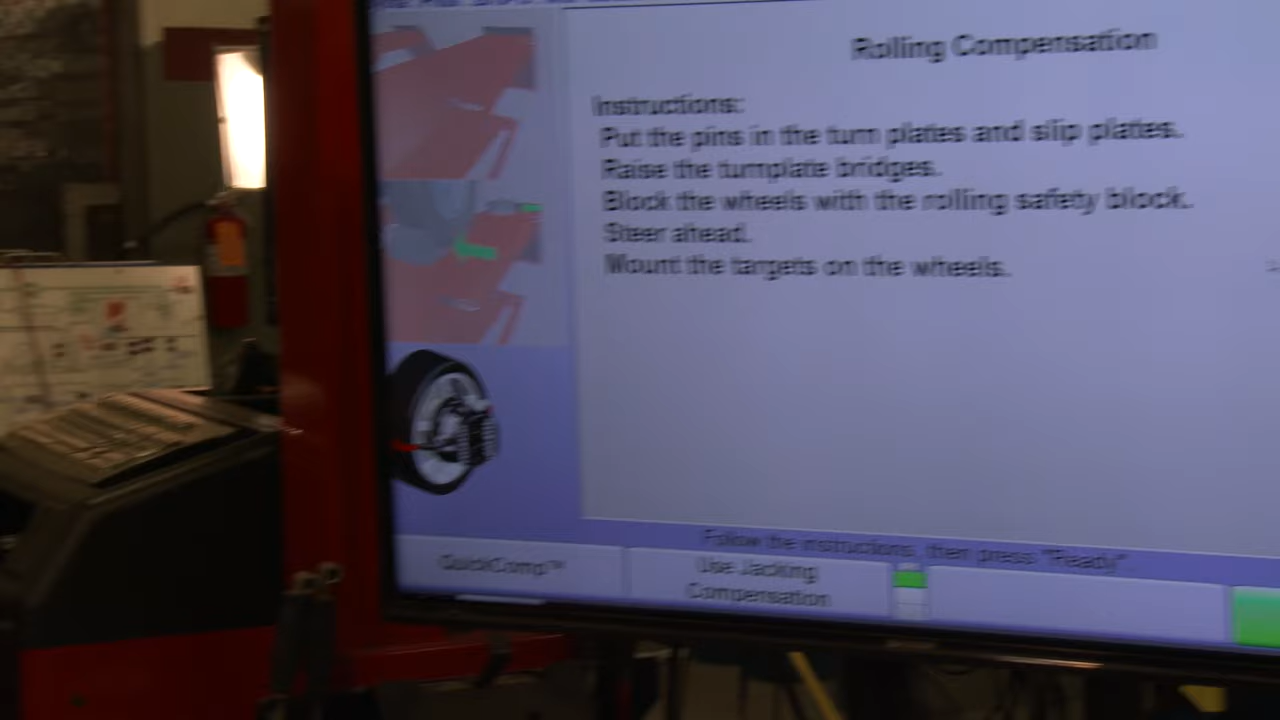 Rolling Compensation
Instructions:
Put the pins in the turn plates and slip plates.
Raise the turnplate bridges.
Block the wheels with the rolling safety block.
Steer ahead.
Mount the targets on the wheels.
Follow the instructions, then press "Ready".
QuickComp™
Use Jacking
Compensation